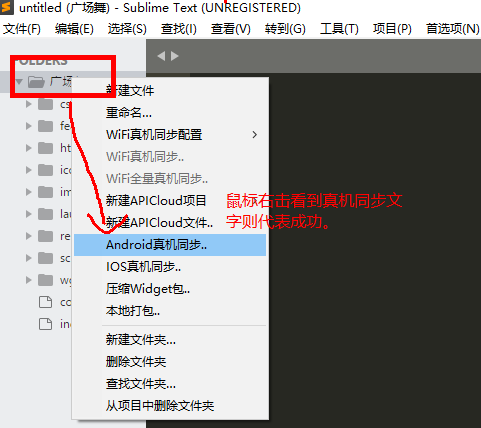 untitled (广场舞) - Sublime Text (UNREGISTERED)
文件(F) 编辑(E) 选择(S) 查找(I) 查看(V) 转到(G) 工具(T) 项目(P) 首选项(N)
FOLDERS
广场
新建文件
cs
重命名...
fe
WiFi真机同步配置
ht
WiFi真机同步..
ico
WiFi全量真机同步..
im
新建APICloud项目
鼠标右击看到真机同步文
lau
新建APICloud文件..
字则代表成功。
re
Android真机同步..
sc
IOS真机同步..
wg
压缩Widget包..
co
本地打包..
ind
新建文件夹...
删除文件夹
查找文件夹...
从项目中删除文件夹